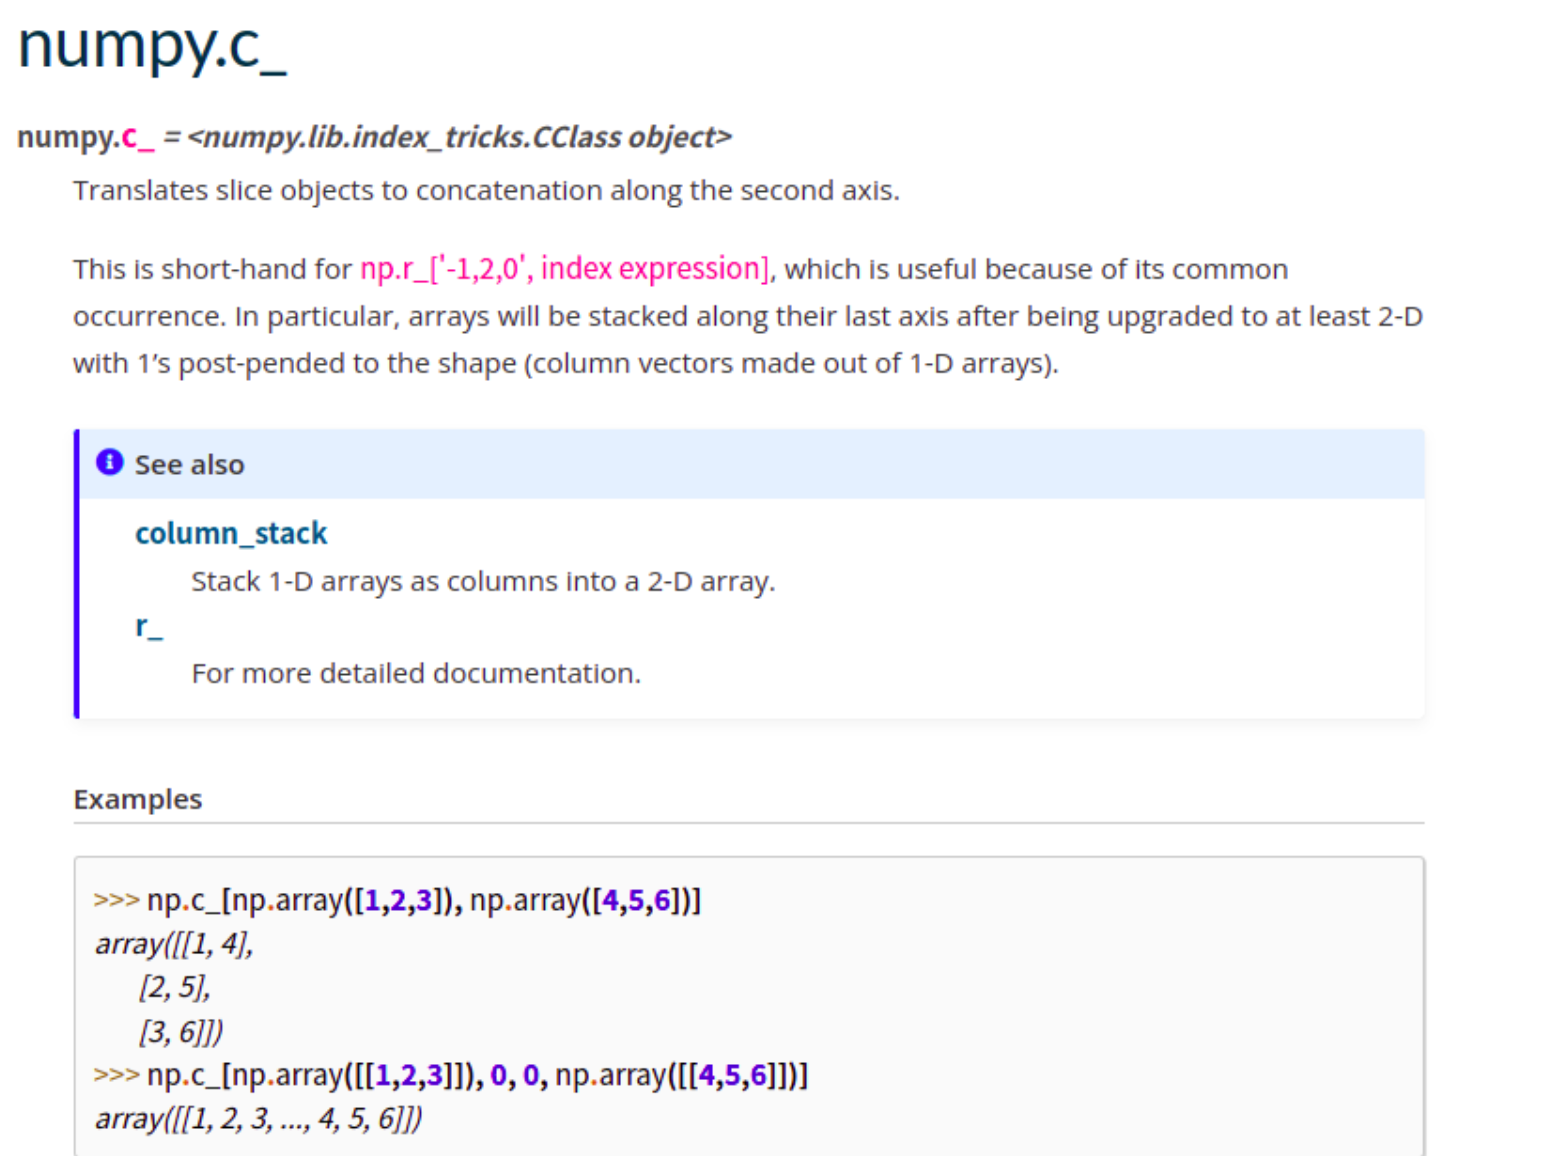 numpy.c_
numpy.c_ = <numpy.lib.index_tricks.CClass object>
Translates slice objects to concatenation along the second axis.
This is short-hand for np.r_['-1,2,0', index expression], which is useful because of its common
occurrence. In particular, arrays will be stacked along their last axis after being upgraded to at least 2-D
with 1’s post-pended to the shape (column vectors made out of 1-D arrays).
See also
column_stack
Stack 1-D arrays as columns into a 2-D array.
r_
For more detailed documentation.
Examples
>>> np.c_[np.array([1,2,3]), np.array([4,5,6])]
array([[1, 4],
[2, 5],
[3, 6]])
>>> np.c_[np.array([[1,2,3]]), 0, 0, np.array([[4,5,6]])]
array([[1, 2, 3, ..., 4, 5, 6]])